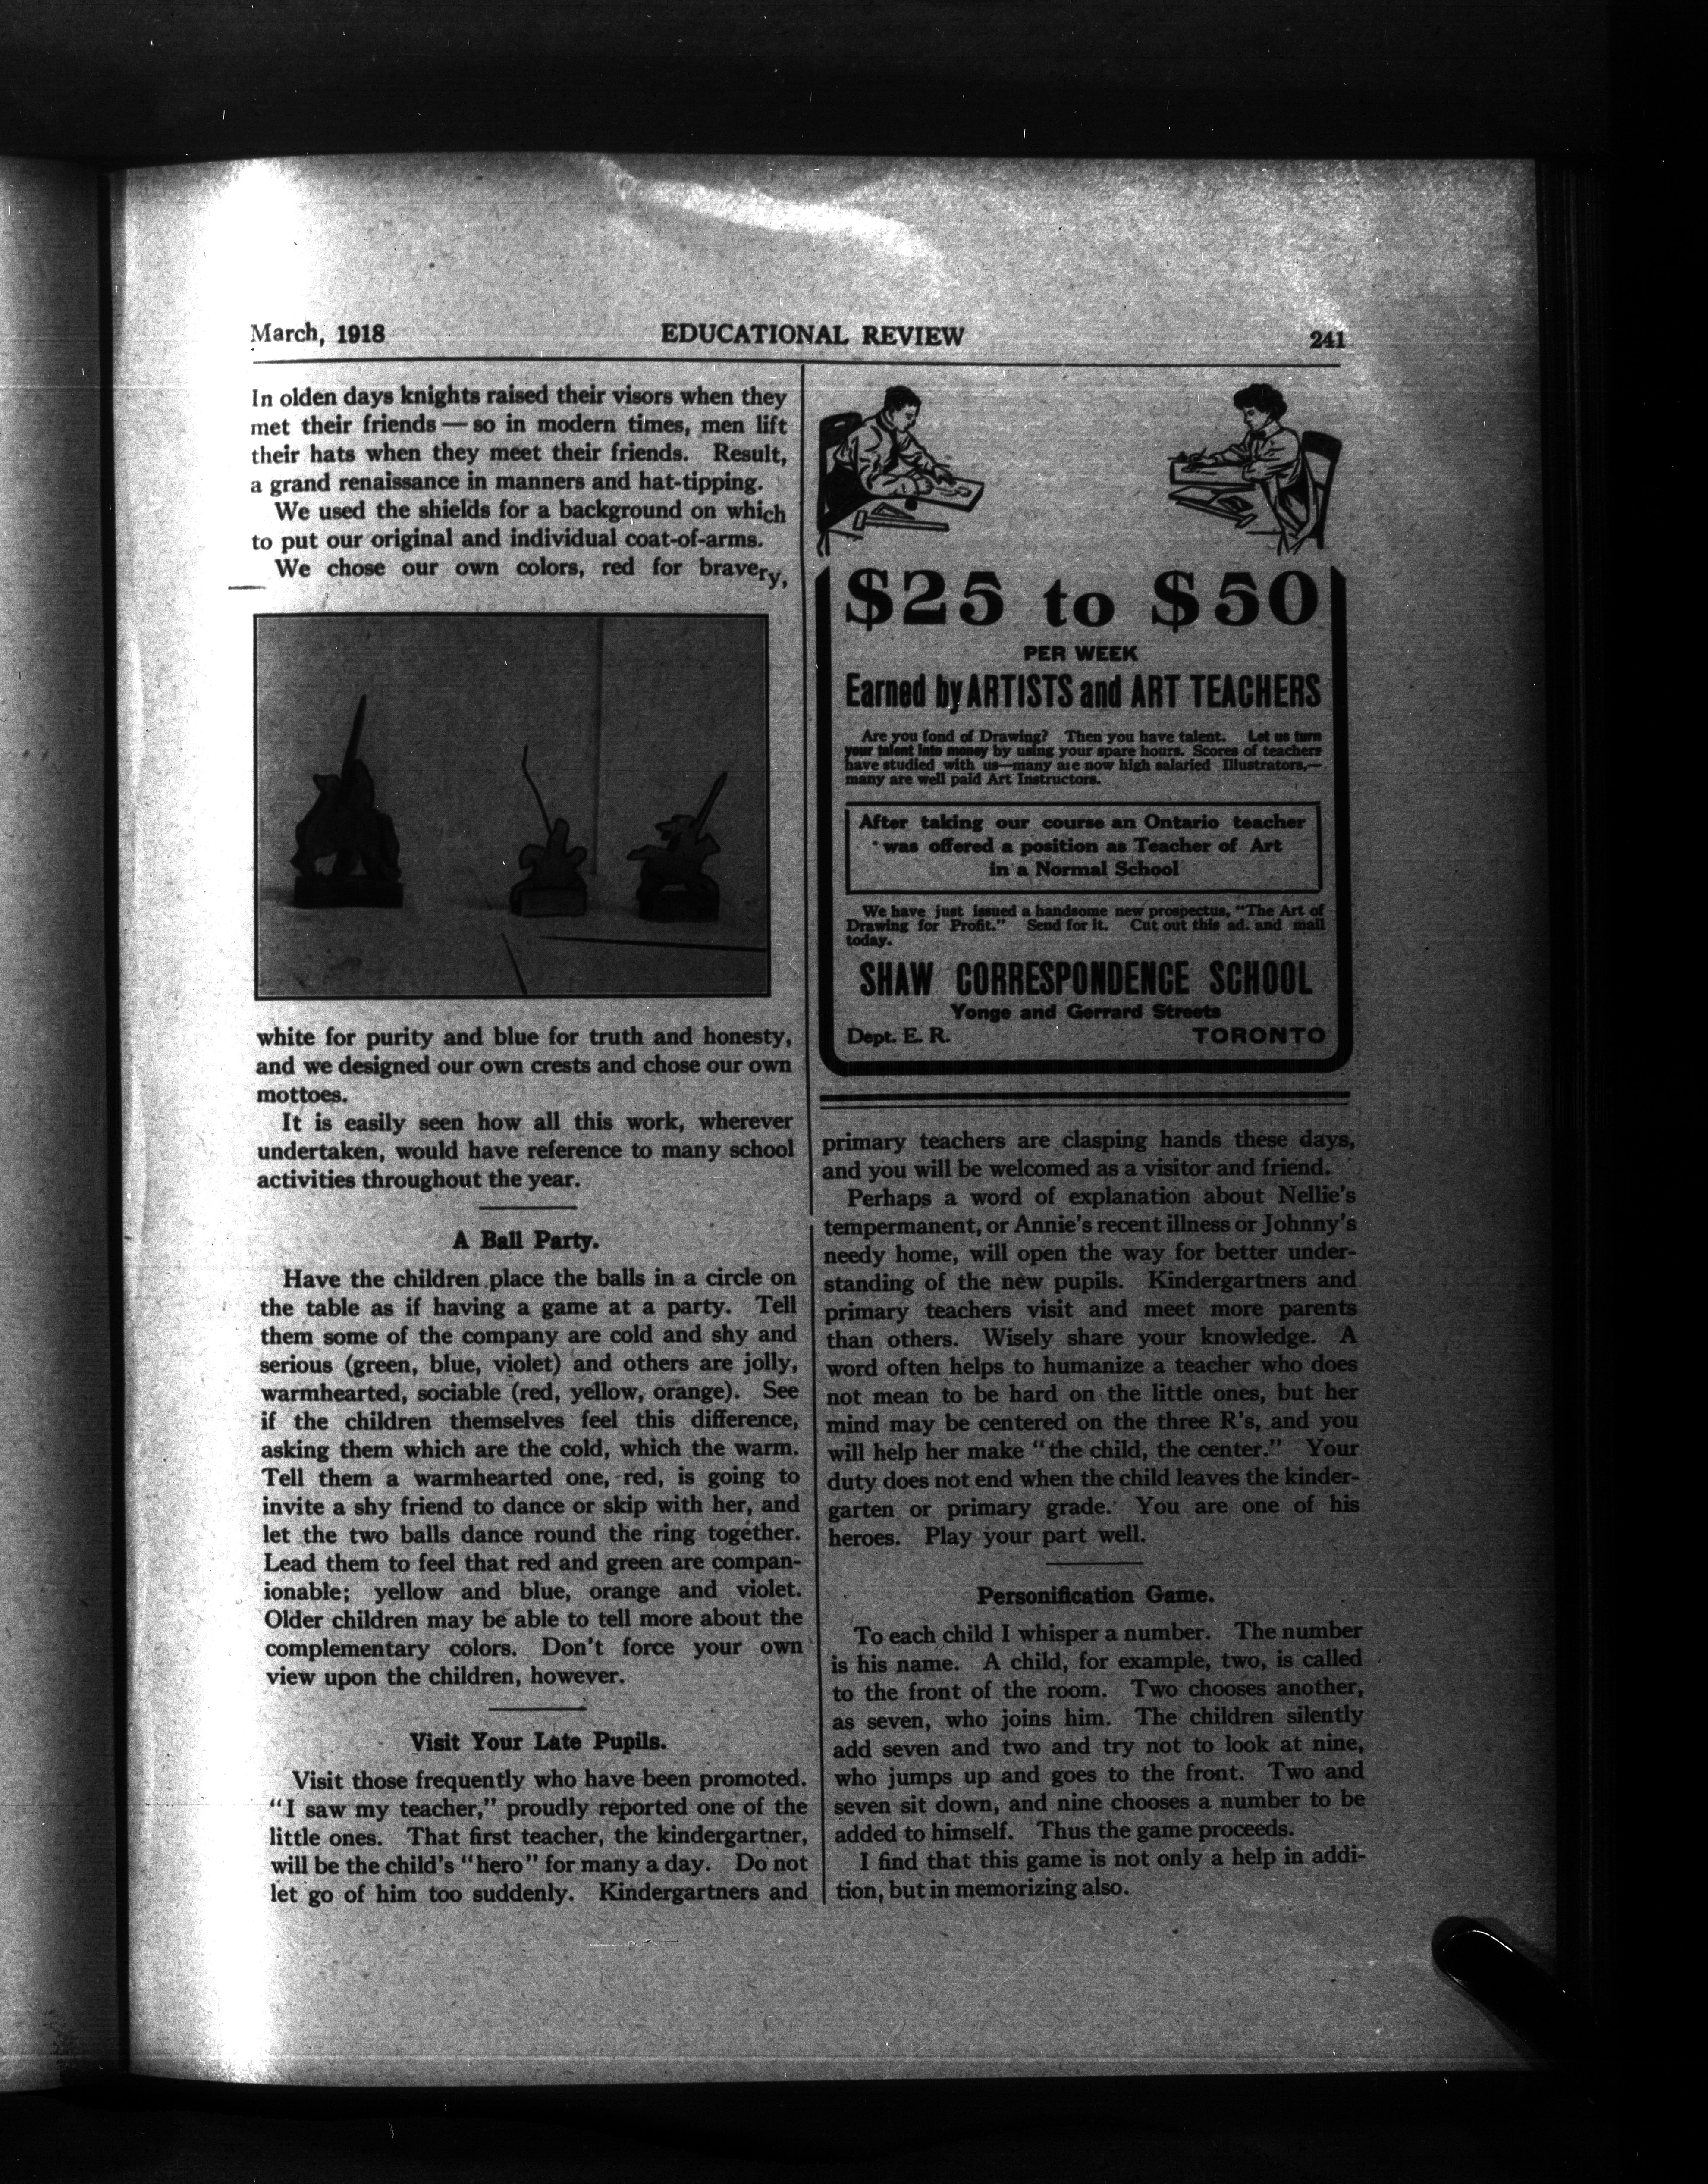 March, 1918
EDUCATIONAL REVIEW
241
In olden days knights raised their visors when they
met their friends — so in modern times, men lift
their hats when they meet their friends. Result,
a grand renaissance in manners and hat-tipping.
We used the shields for a background on which
to put our original and individual coat-of-arms.
We chose our own colors, red for bravery,
white for purity and blue for truth and honesty,
and we designed our own crests and chose our own
mottoes.
It is easily seen how all this work, wherever
undertaken, would have reference to many school
activities throughout the year.
A Ball Party.
Have the children place the balls in a circle on
the table as if having a game at a party. Tell
them some of the company are cold and shy and
serious (green, blue, violet) and others are jolly,
warmhearted, sociable (red, yellow, orange). See
if the children themselves feel this difference,
asking them which are the cold, which the warm.
Tell them a warmhearted one, red, is going to
invite a shy friend to dance or skip with her, and
let the two balls dance round the ring together.
Lead them to feel that red and green are compan-
ionable; yellow and blue, orange and violet.
Older children may be able to tell more about the
complementary colors. Don't force your own
view upon the children, however.
Visit Your Late Pupils.
Visit those frequently who have been promoted.
"I saw my teacher," proudly reported one of the
little ones. That first teacher, the kindergartner,
will be the child's "hero" for many a day. Do not
let go of him too suddenly. Kindergartners and
$25 to $50
PER WEEK
Earned by ARTISTS and ART TEACHERS
Are you fond of Drawing? Then you have talent. Let us turn
your talent into money by using your spare hours. Scores of teachers
have studied with us—many are now high salaried Illustrators,—
many are well paid Art Instructors.
After taking our course an Ontario teacher
was offered a position as Teacher of Art
in a Normal School
We have just issued a handsome new prospectus, "The Art of
Drawing for Profit." Send for it. Cut out this ad. and mail
today.
SHAW CORRESPONDENCE SCHOOL
Yonge and Gerrard Streets
Dept. E. R. TORONTO
primary teachers are clasping hands these days,
and you will be welcomed as a visitor and friend.
Perhaps a word of explanation about Nellie's
tempermanent, or Annie's recent illness or Johnny's
needy home, will open the way for better under-
standing of the new pupils. Kindergartners and
primary teachers visit and meet more parents
than others. Wisely share your knowledge. A
word often helps to humanize a teacher who does
not mean to be hard on the little ones, but her
mind may be centered on the three R's, and you
will help her make "the child, the center." Your
duty does not end when the child leaves the kinder-
garten or primary grade. You are one of his
heroes. Play your part well.
Personification Game.
To each child I whisper a number. The number
is his name. A child, for example, two, is called
to the front of the room. Two chooses another,
as seven, who joins him. The children silently
add seven and two and try not to look at nine,
who jumps up and goes to the front. Two and
seven sit down, and nine chooses a number to be
added to himself. Thus the game proceeds.
I find that this game is not only a help in addi-
tion, but in memorizing also.